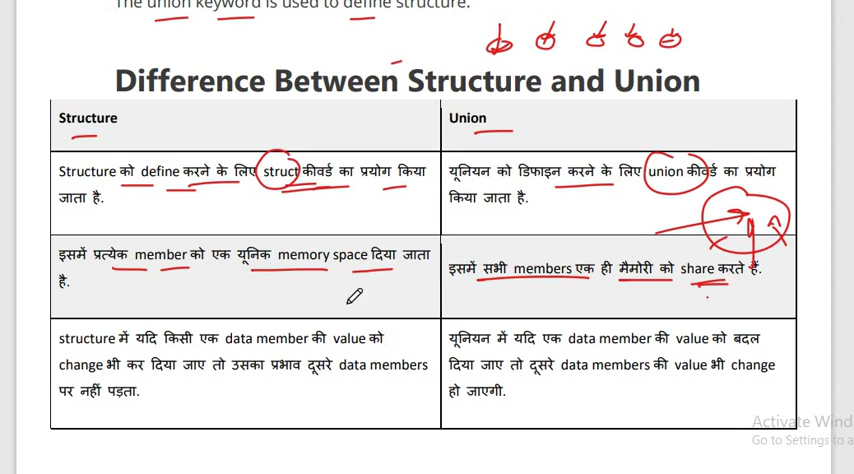 The union keyword is used to define structure.
Difference Between Structure and Union
Structure
Union
Structure को define करने के लिए struct कीवर्ड का प्रयोग किया
जाता है.
यूनियन को डिफाइन करने के लिए union कीवर्ड का प्रयोग
किया जाता है.
इसमें प्रत्येक member को एक यूनिक memory space दिया जाता
है.
इसमें सभी members एक ही मैमोरी को share करते हैं.
structure में यदि किसी एक data member की value को
change भी कर दिया जाए तो उसका प्रभाव दूसरे data members
पर नहीं पड़ता.
यूनियन में यदि एक data member की value को बदल
दिया जाए तो दूसरे data members की value भी change
हो जाएगी.
Activate Wind
Go to Settings to a